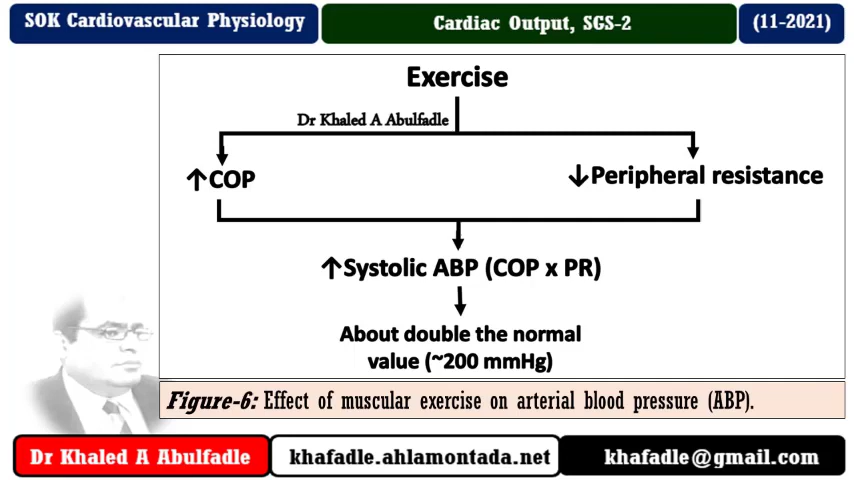 SOK Cardiovascular Physiology
Cardiac Output, SGS-2
(11-2021)
Exercise
Dr Khaled A Abulfadle
↑COP
↓Peripheral resistance
↑Systolic ABP (COP x PR)
About double the normal
value (~200 mmHg)
Figure-6: Effect of muscular exercise on arterial blood pressure (ABP).
Dr Khaled A Abulfadle
khafadle.ahlamontada.net
khafadle@gmail.com